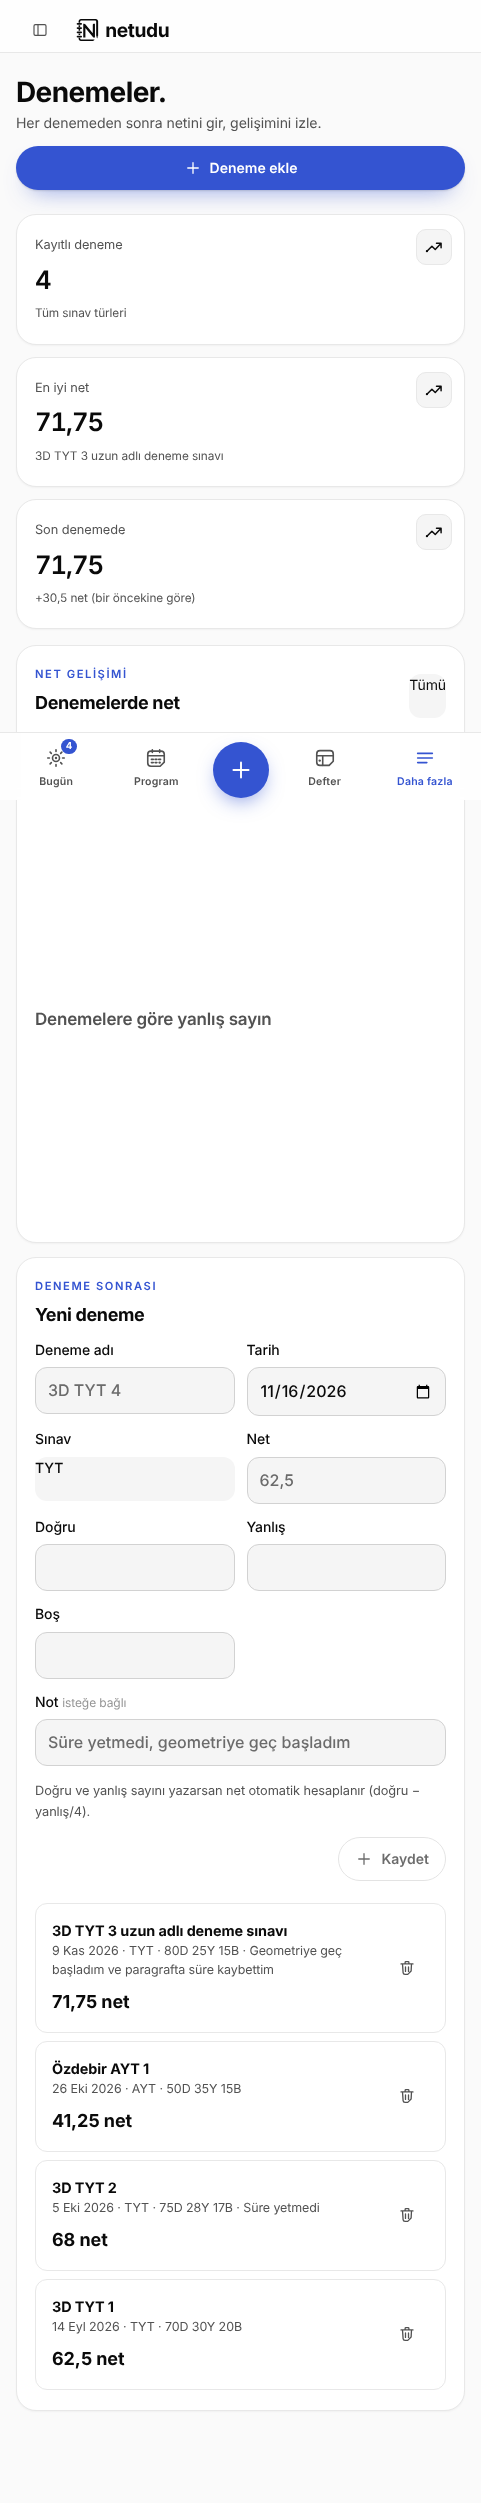 netudu
Denemeler.
Her denemeden sonra netini gir, gelişimini izle.
Deneme ekle
Kayıtlı deneme
4
Tüm sınav türleri
En iyi net
71,75
3D TYT 3 uzun adlı deneme sınavı
Son denemede
71,75
+30,5 net (bir öncekine göre)
NET GELİŞİMİ
Denemelerde net
Tümü
4
Bugün
Program
Defter
Daha fazla
Denemelere göre yanlış sayın
DENEME SONRASI
Yeni deneme
Deneme adı
Tarih
3D TYT 4
11/16/2026
Sınav
Net
TYT
62,5
Doğru
Yanlış
Boş
Not isteğe bağlı
Süre yetmedi, geometriye geç başladım
Doğru ve yanlış sayını yazarsan net otomatik hesaplanır (doğru −
yanlış/4).
Kaydet
3D TYT 3 uzun adlı deneme sınavı
9 Kas 2026 · TYT · 80D 25Y 15B · Geometriye geç
başladım ve paragrafta süre kaybettim
71,75 net
Özdebir AYT 1
26 Eki 2026 · AYT · 50D 35Y 15B
41,25 net
3D TYT 2
5 Eki 2026 · TYT · 75D 28Y 17B · Süre yetmedi
68 net
3D TYT 1
14 Eyl 2026 · TYT · 70D 30Y 20B
62,5 net